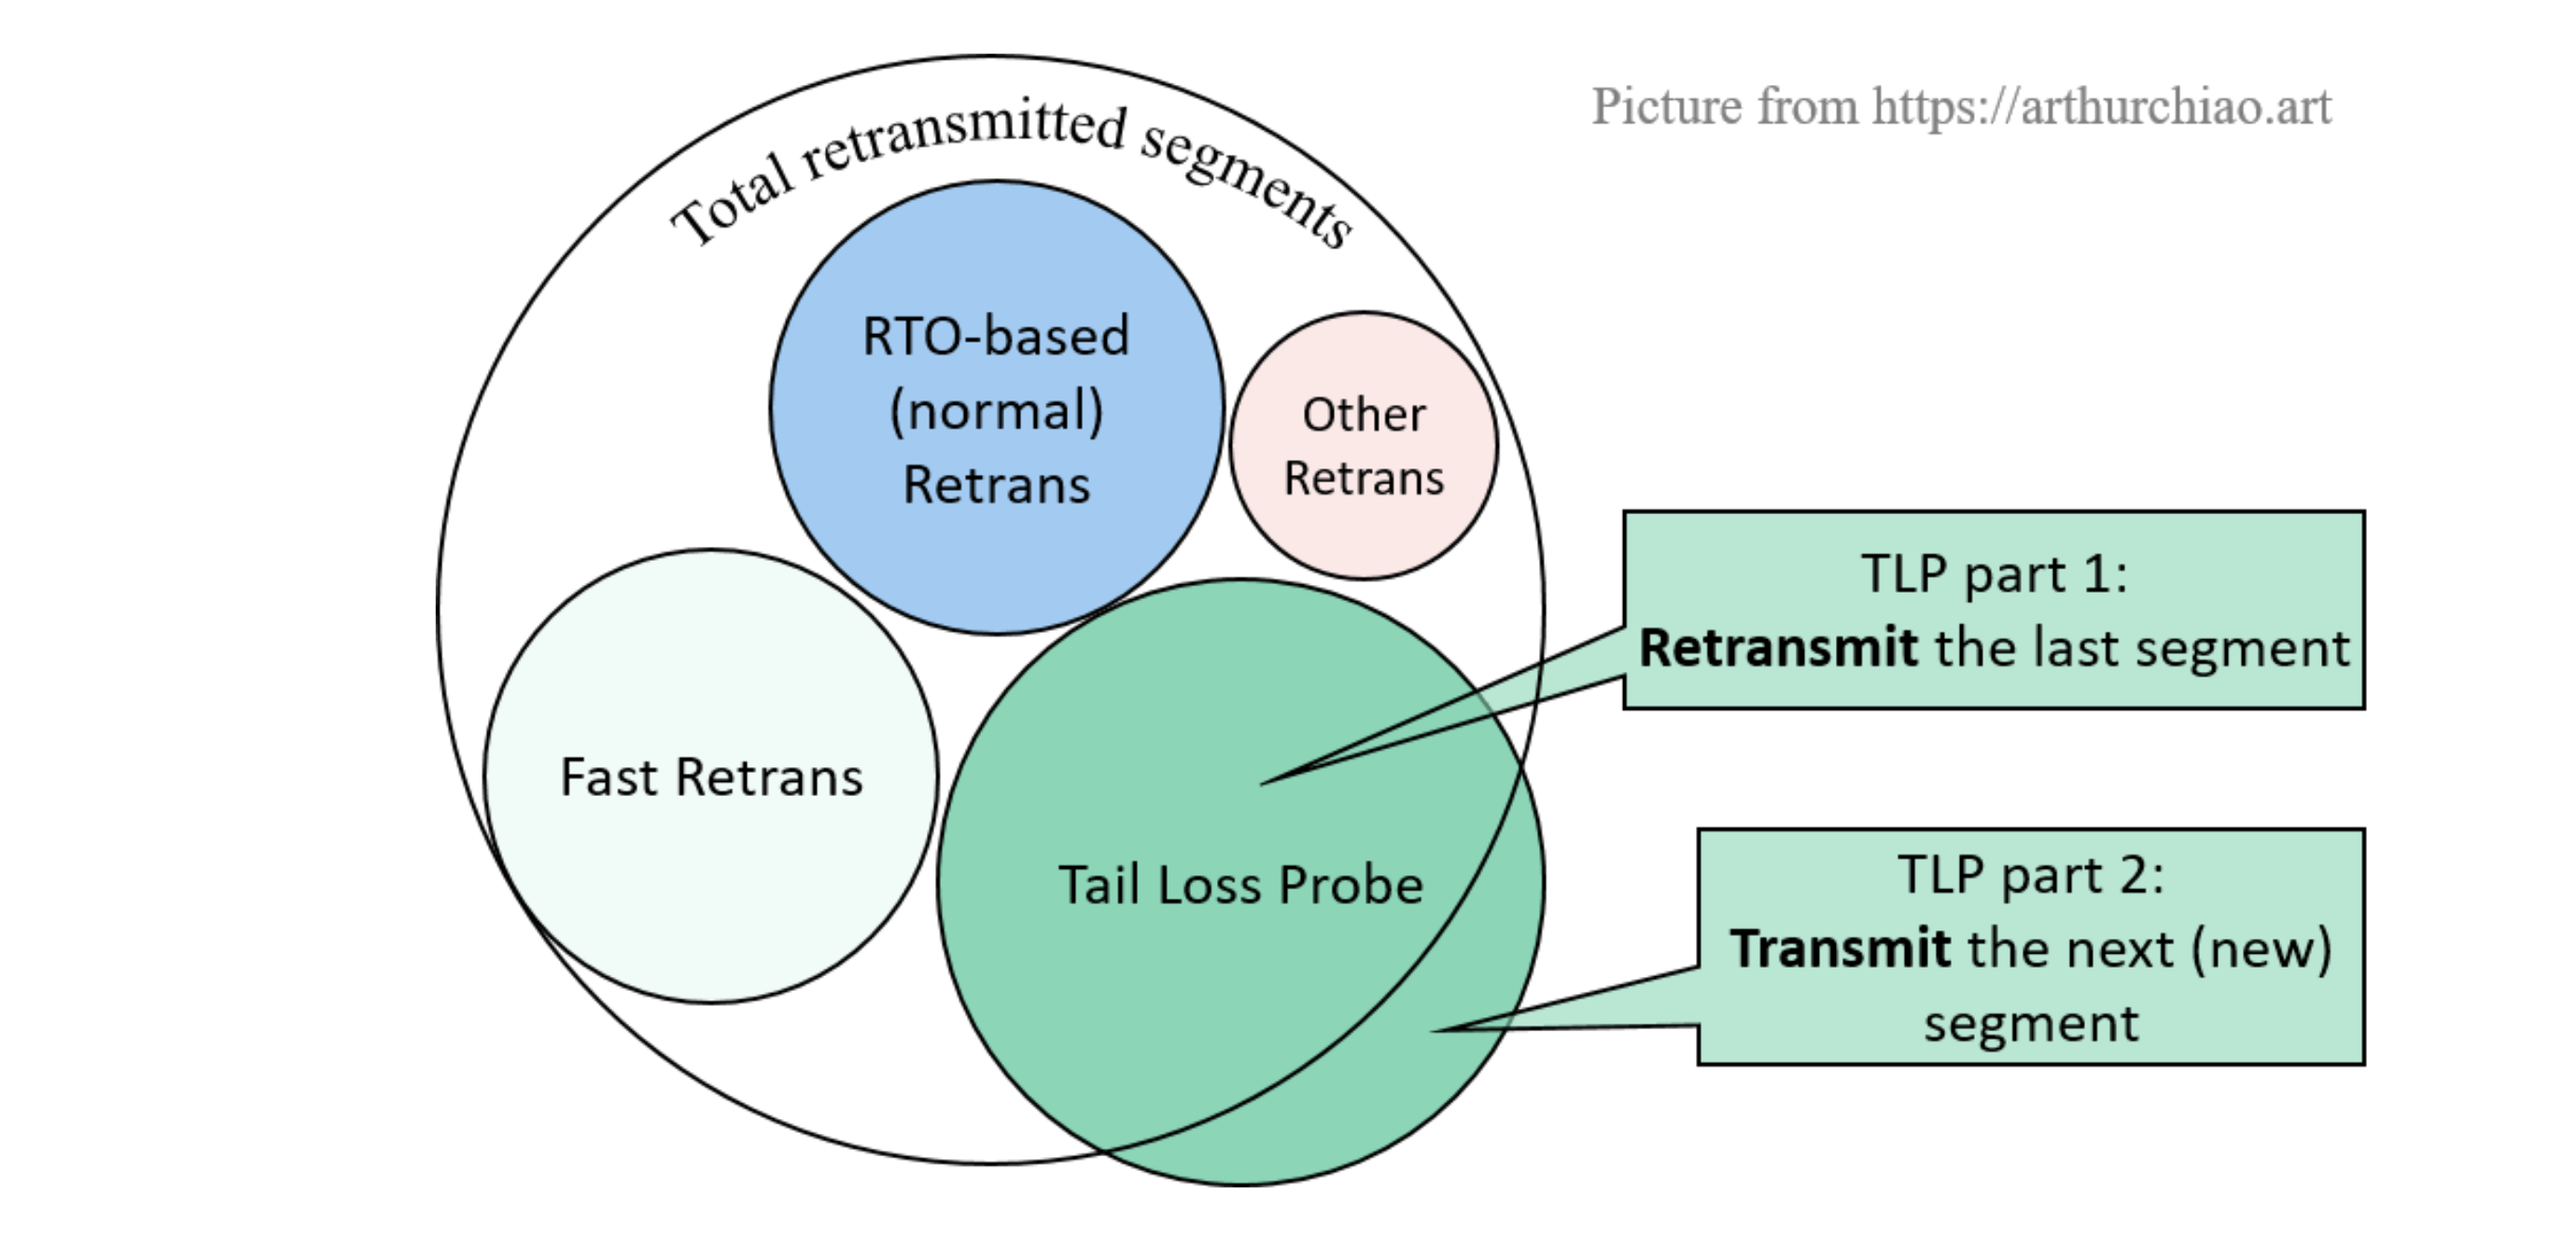 Picture from https://arthurchiao.art
Total retransmitted segments
RTO-based
(normal)
Retrans
Other
Retrans
Fast Retrans
Tail Loss Probe
TLP part 1:
Retransmit the last segment
TLP part 2:
Transmit the next (new)
segment